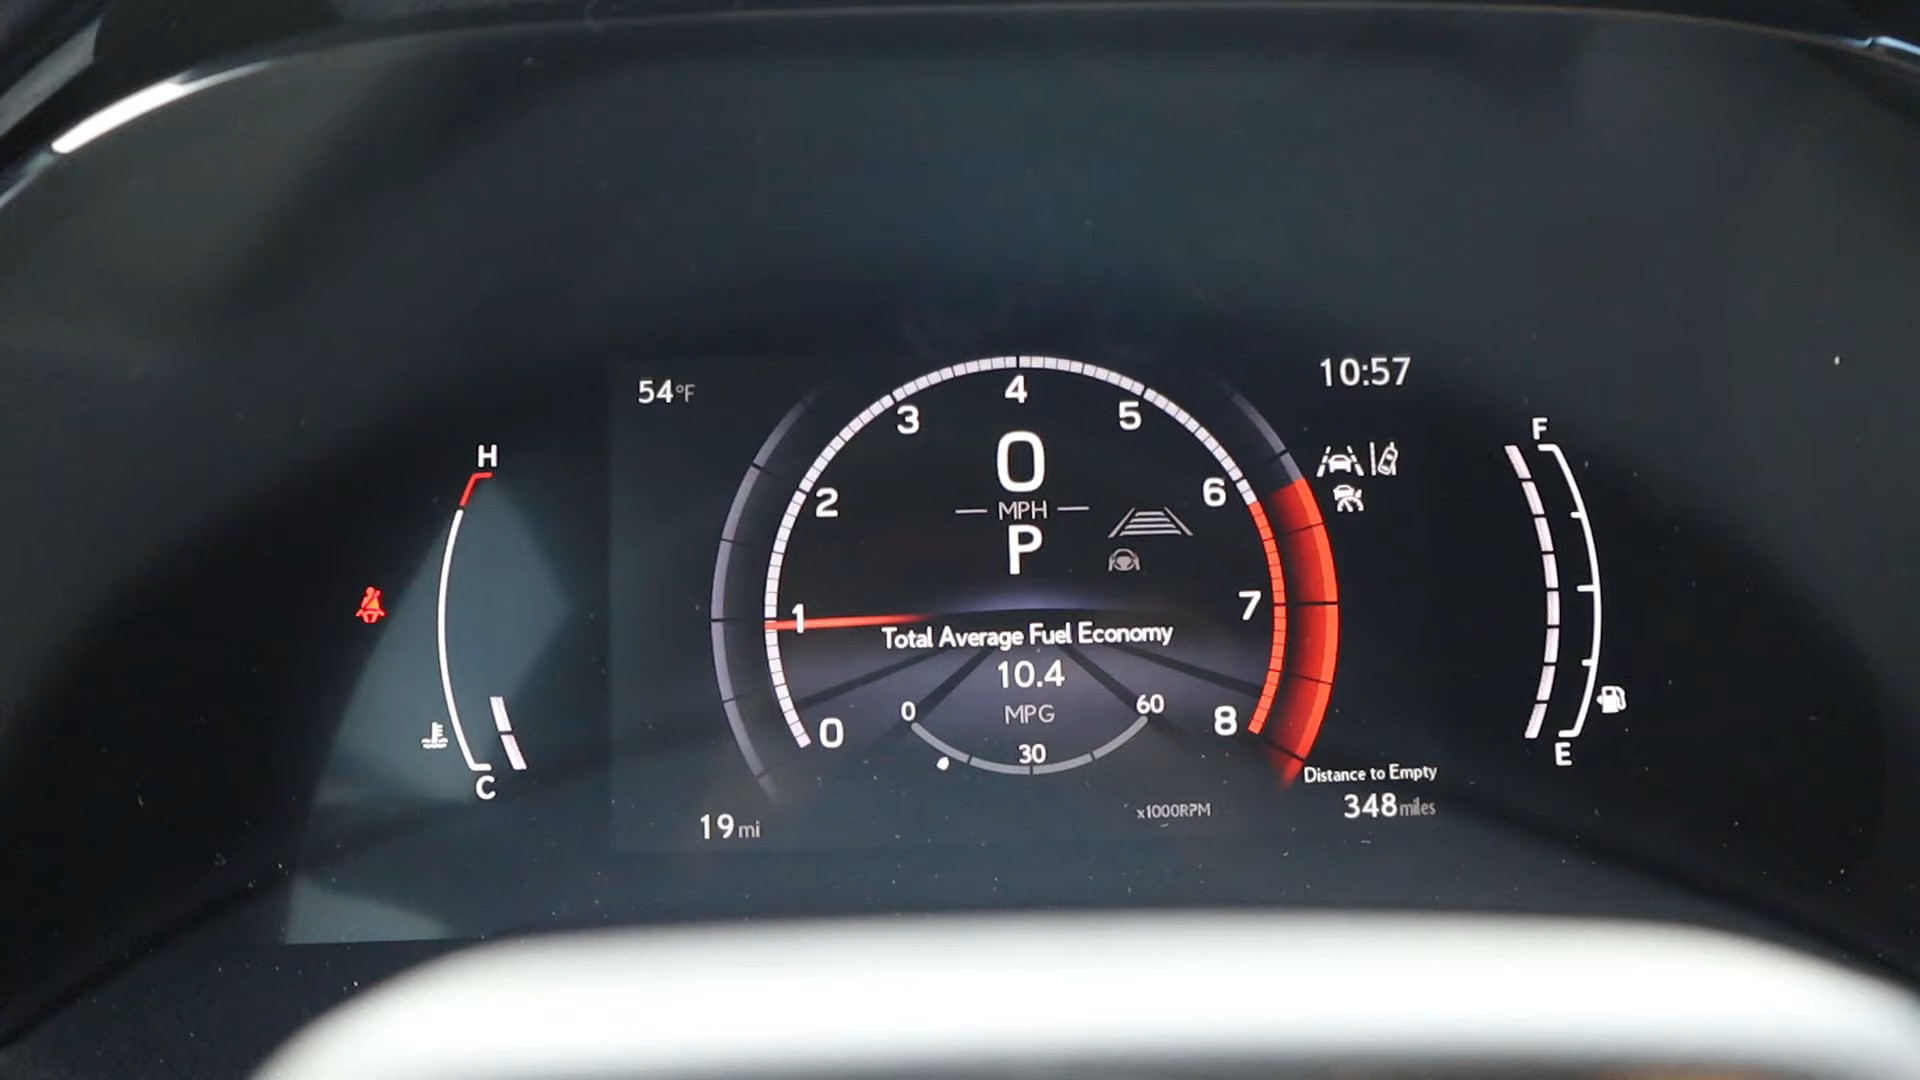 54°F
10:57
H
C
0
1
2
3
4
5
6
7
8
0
MPH
P
Total Average Fuel Economy
10.4
MPG
0
30
60
x1000RPM
19 mi
Distance to Empty
348 miles
F
E